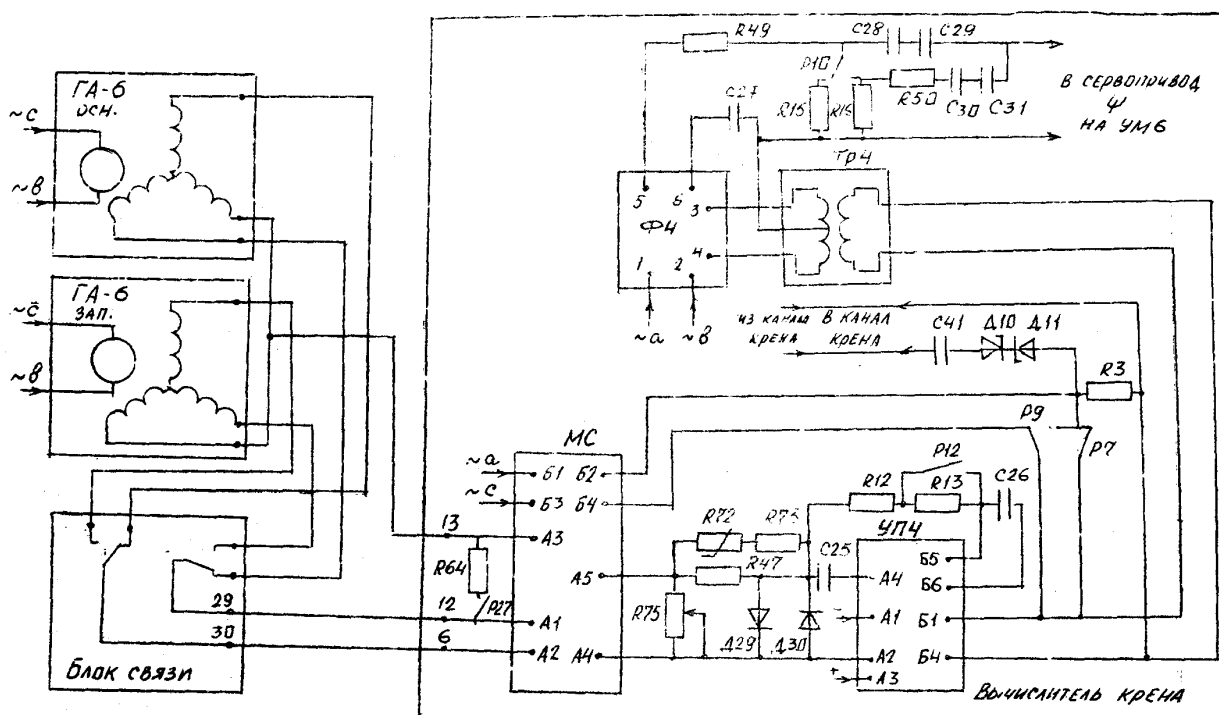 ГА-6
ОСН.
~С
~В
ГА-6
ЗАП.
~С
~В
29
30
БЛОК СВЯЗИ
13
R64
12
Р27
6
МС
~а
~С
Б1
Б3
А3
А5
А1
А2
Б2
Б4
А4
R49
С28
С29
R50
С30
С31
С27
R15
В СЕРВОПРИВОД
Ψ
НА УМ6
5
6
3
Ф4
4
1
2
~а
~В
Тр4
ИЗ КАНАЛА
КРЕНА
В КАНАЛ
КРЕНА
С41
Д10
Д11
R3
Р9
Р7
R72
R47
R75
Д29
Д30
С25
R12
Р12
R13
С26
УП4
А4
А1
А2
А3
Б5
Б6
Б1
Б4
ВЫЧИСЛИТЕЛЬ КРЕНА